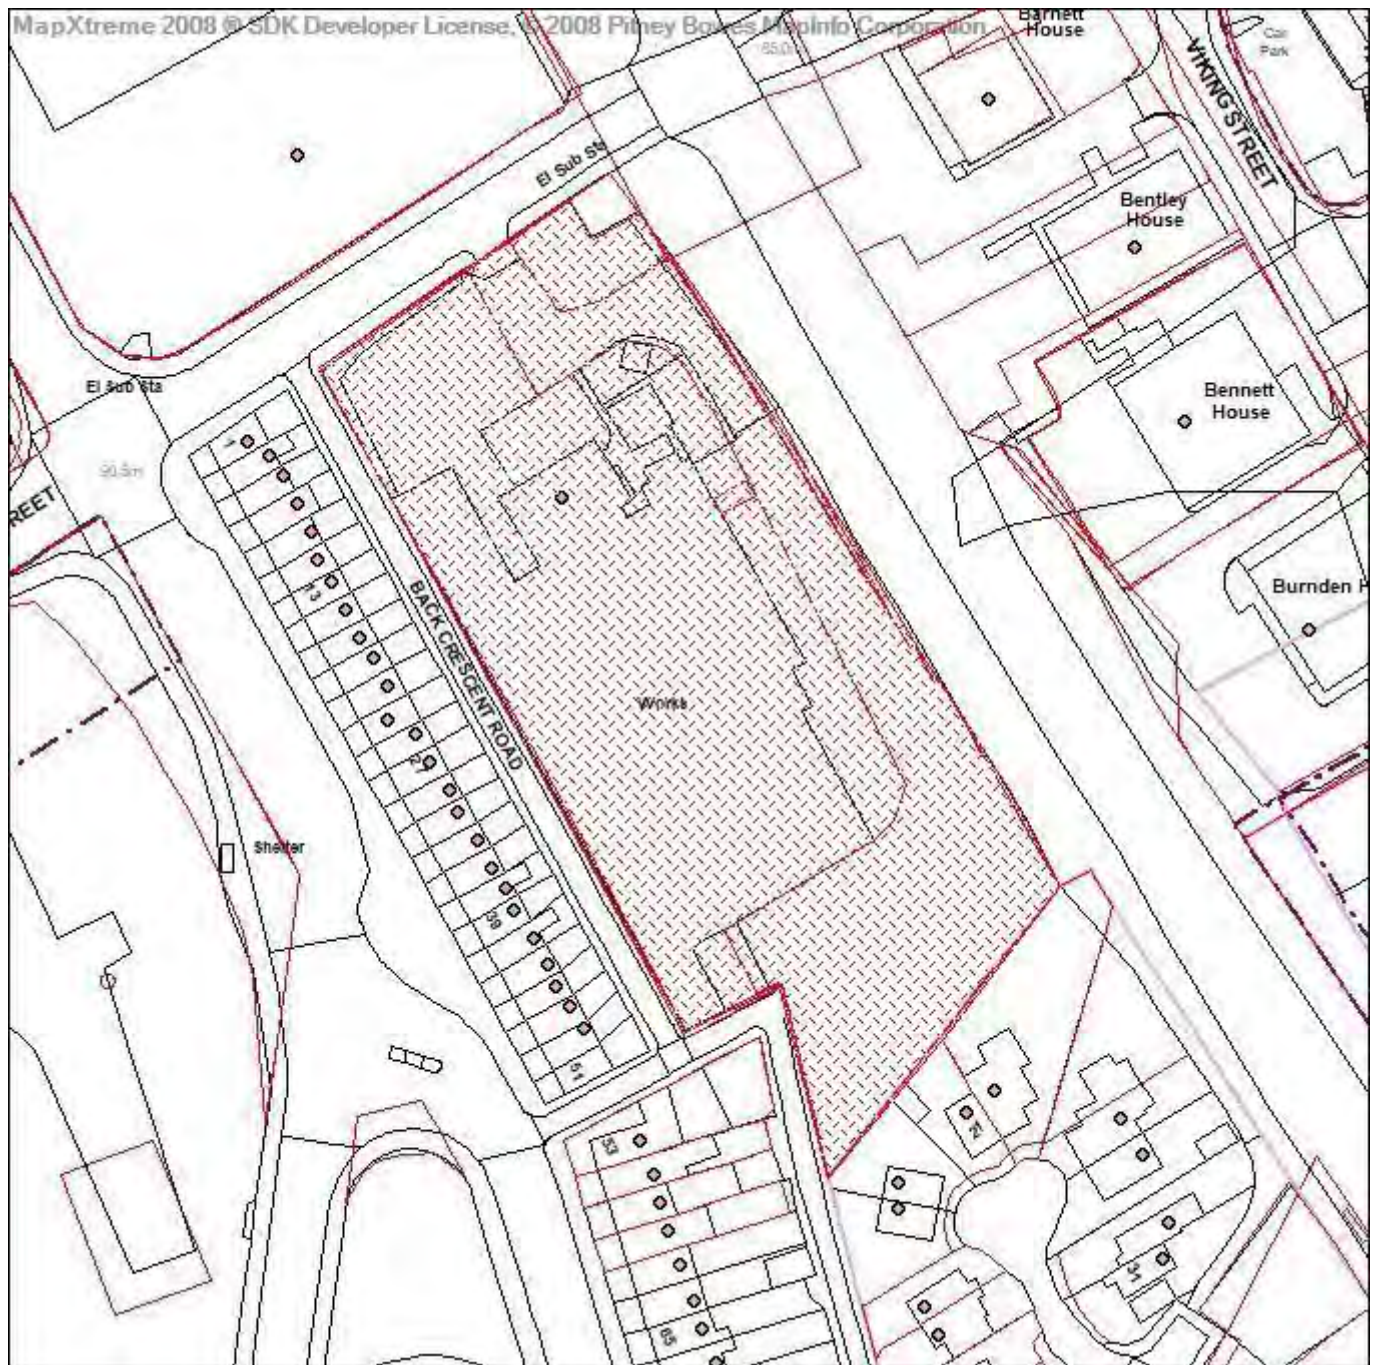 MapXtreme 2008 ® SDK Developer License, © 2008 Pitney Bowes MapInfo Corporation
Barnett
House
Car
Park
65.0m
VIKING STREET
El Sub Sta
Bentley
House
El Sub Sta
Bennett
House
1
REET
Burnden H
13
BACK CRESCENT ROAD
Works
27
Shelter
39
51
2
53
31
65